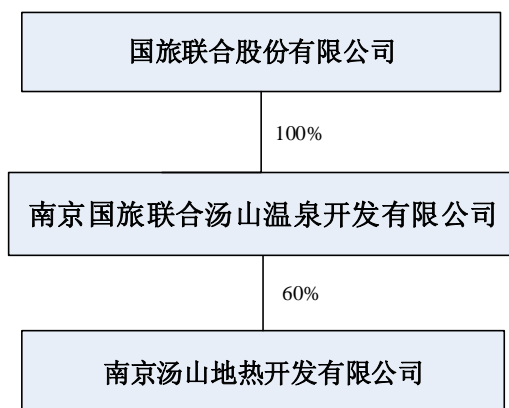 国旅联合股份有限公司
100%
南京国旅联合汤山温泉开发有限公司
60%
南京汤山地热开发有限公司